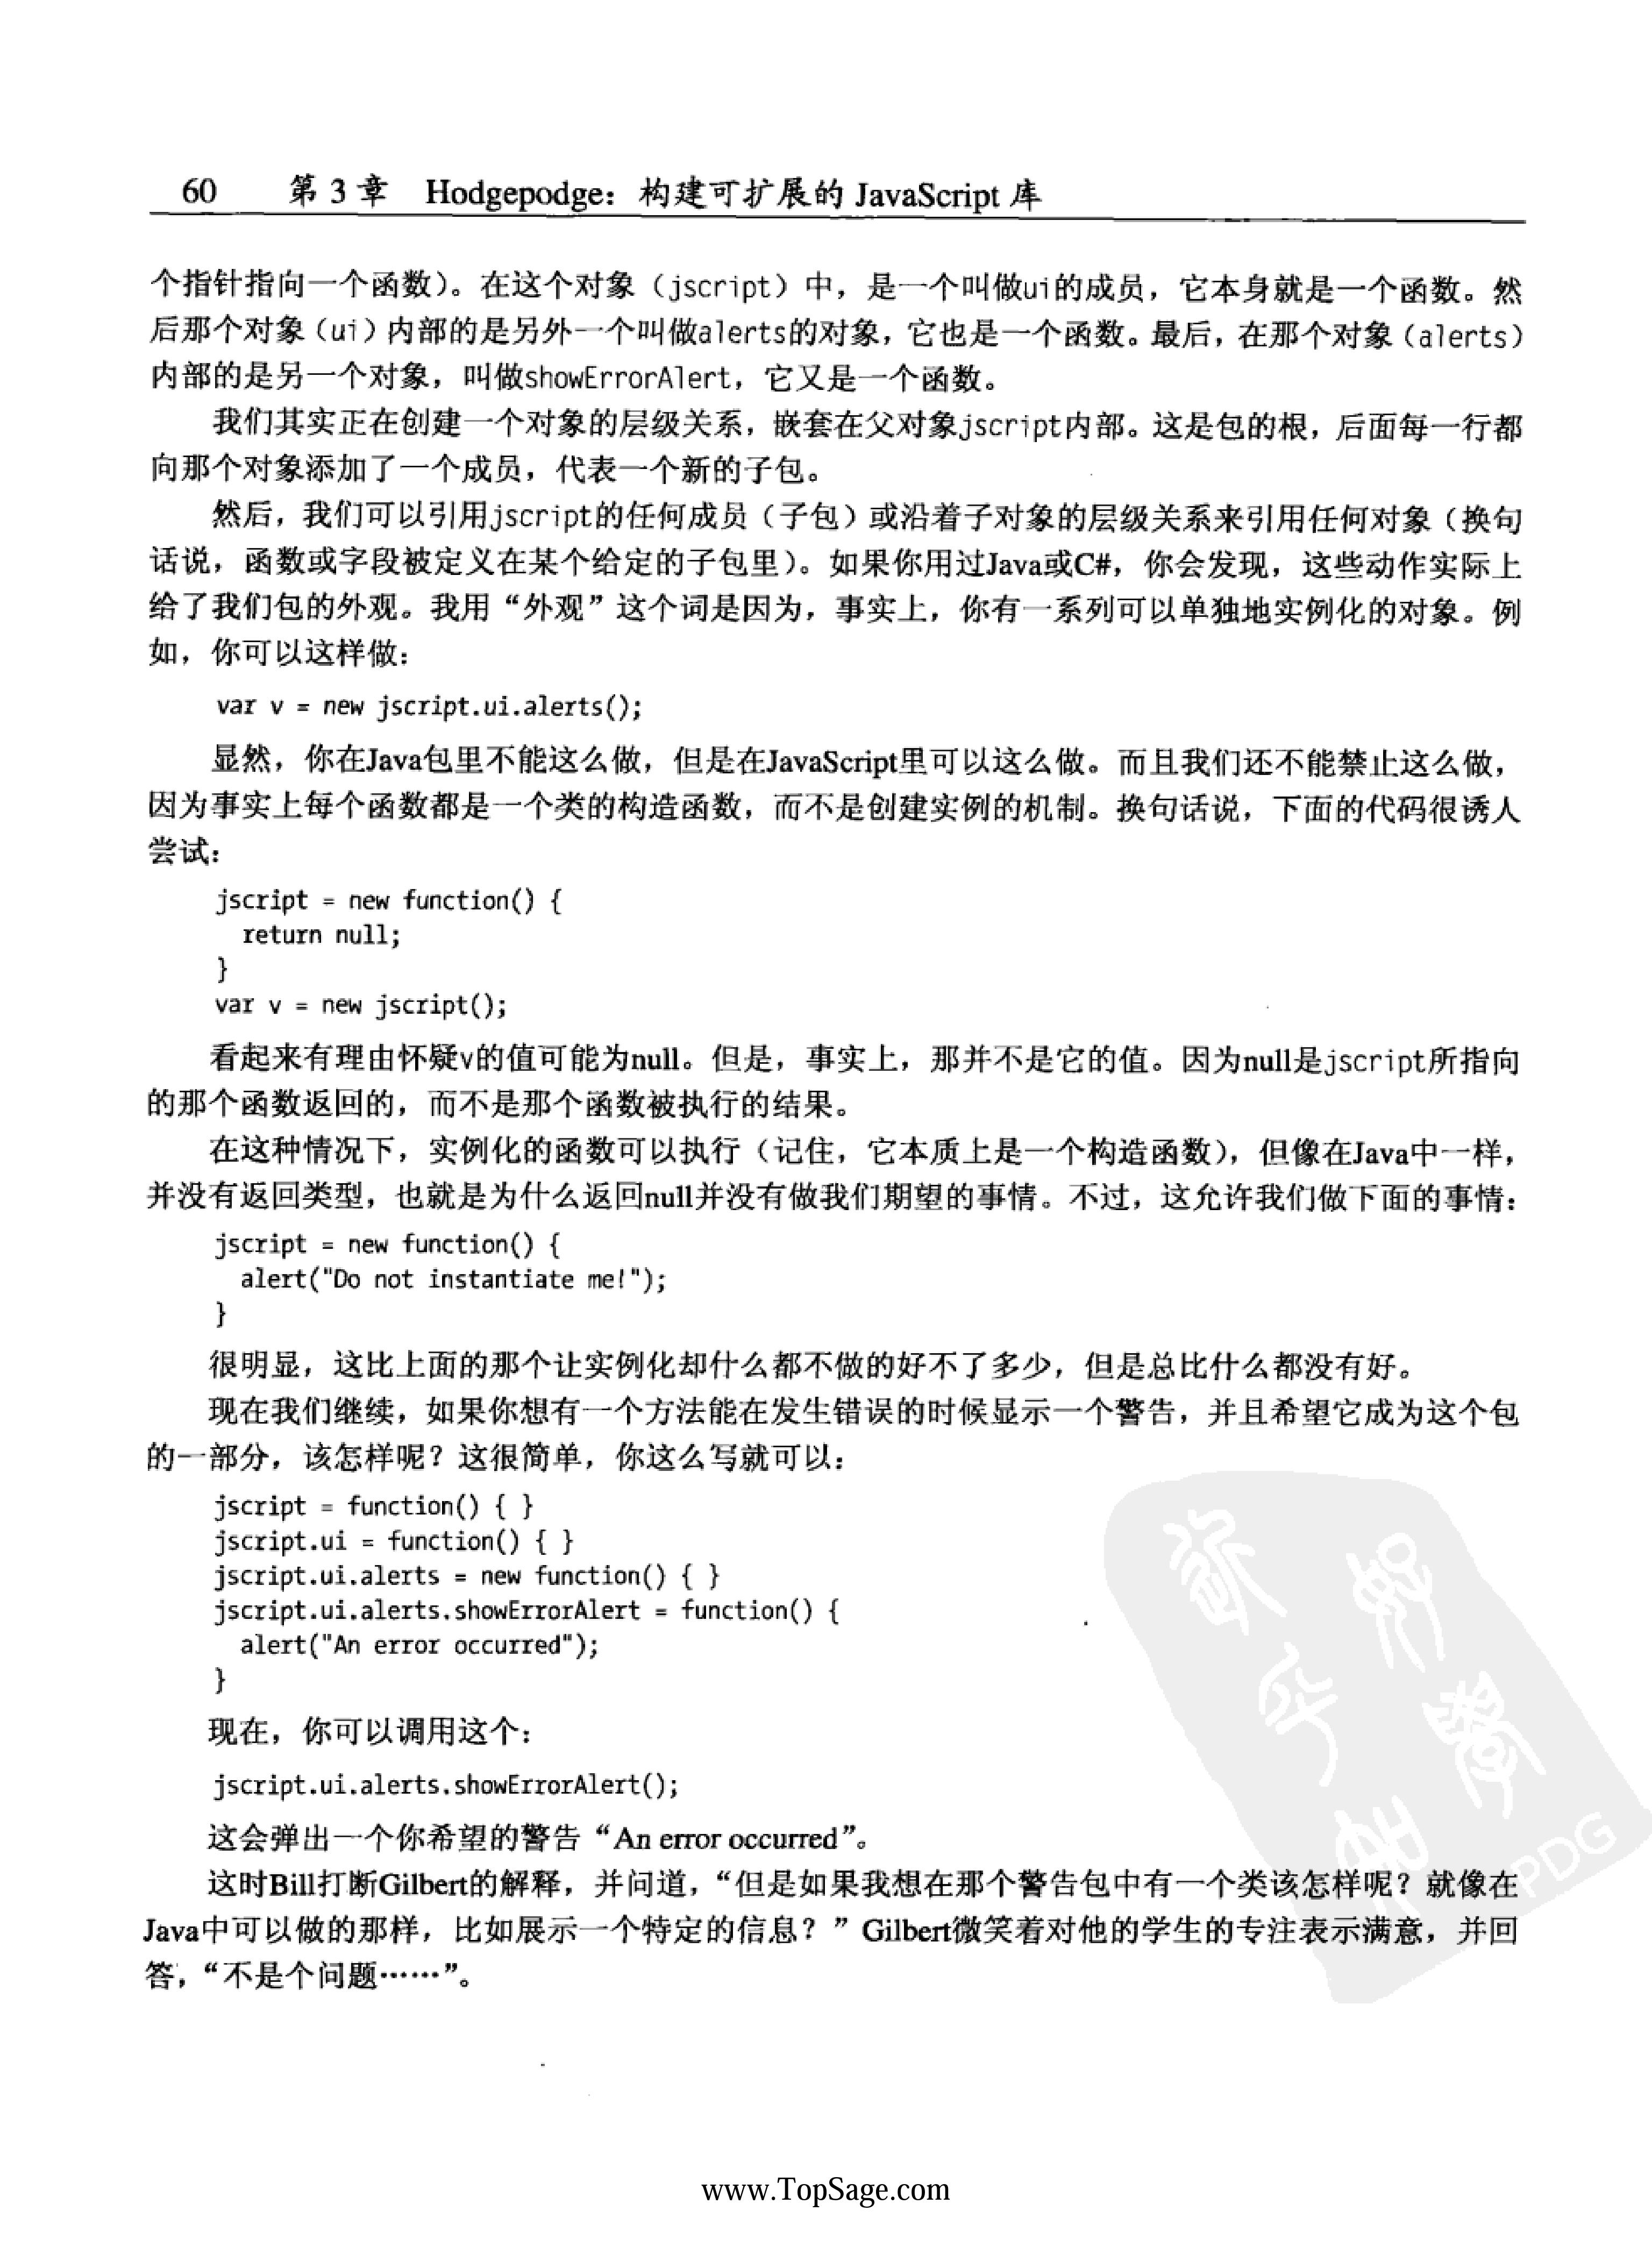 60 第 3 章 Hodgepodge：构建可扩展的 JavaScript 库
个指针指向一个函数）。在这个对象（jscript）中，是一个叫做ui的成员，它本身就是一个函数。然
后那个对象（ui）内部的是另外一个叫做alerts的对象，它也是一个函数。最后，在那个对象（alerts）
内部的是另一个对象，叫做showErrorAlert，它又是一个函数。
我们其实正在创建一个对象的层级关系，嵌套在父对象jscript内部。这是包的根，后面每一行都
向那个对象添加了一个成员，代表一个新的子包。
然后，我们可以引用jscript的任何成员（子包）或沿着子对象的层级关系来引用任何对象（换句
话说，函数或字段被定义在某个给定的子包里）。如果你用过Java或C#，你会发现，这些动作实际上
给了我们包的外观。我用“外观”这个词是因为，事实上，你有一系列可以单独地实例化的对象。例
如，你可以这样做：
var v = new jscript.ui.alerts();
显然，你在Java包里不能这么做，但是在JavaScript里可以这么做。而且我们还不能禁止这么做，
因为事实上每个函数都是一个类的构造函数，而不是创建实例的机制。换句话说，下面的代码很诱人
尝试：
jscript = new function() {
return null;
}
var v = new jscript();
看起来有理由怀疑v的值可能为null。但是，事实上，那并不是它的值。因为null是jscript所指向
的那个函数返回的，而不是那个函数被执行的结果。
在这种情况下，实例化的函数可以执行（记住，它本质上是一个构造函数），但像在Java中一样，
并没有返回类型，也就是为什么返回null并没有做我们期望的事情。不过，这允许我们做下面的事情：
jscript = new function() {
alert("Do not instantiate me!");
}
很明显，这比上面的那个让实例化却什么都不做的好不了多少，但是总比什么都没有好。
现在我们继续，如果你想有一个方法能在发生错误的时候显示一个警告，并且希望它成为这个包
的一部分，该怎样呢？这很简单，你这么写就可以：
jscript = function() { }
jscript.ui = function() { }
jscript.ui.alerts = new function() { }
jscript.ui.alerts.showErrorAlert = function() {
alert("An error occurred");
}
现在，你可以调用这个：
jscript.ui.alerts.showErrorAlert();
这会弹出一个你希望的警告“An error occurred”。
这时Bill打断Gilbert的解释，并问道，“但是如果我想在那个警告包中有一个类该怎样呢？就像在
Java中可以做的那样，比如展示一个特定的信息？”Gilbert微笑着对他的学生的专注表示满意，并回
答，“不是个问题……”。
PDG
www.TopSage.com